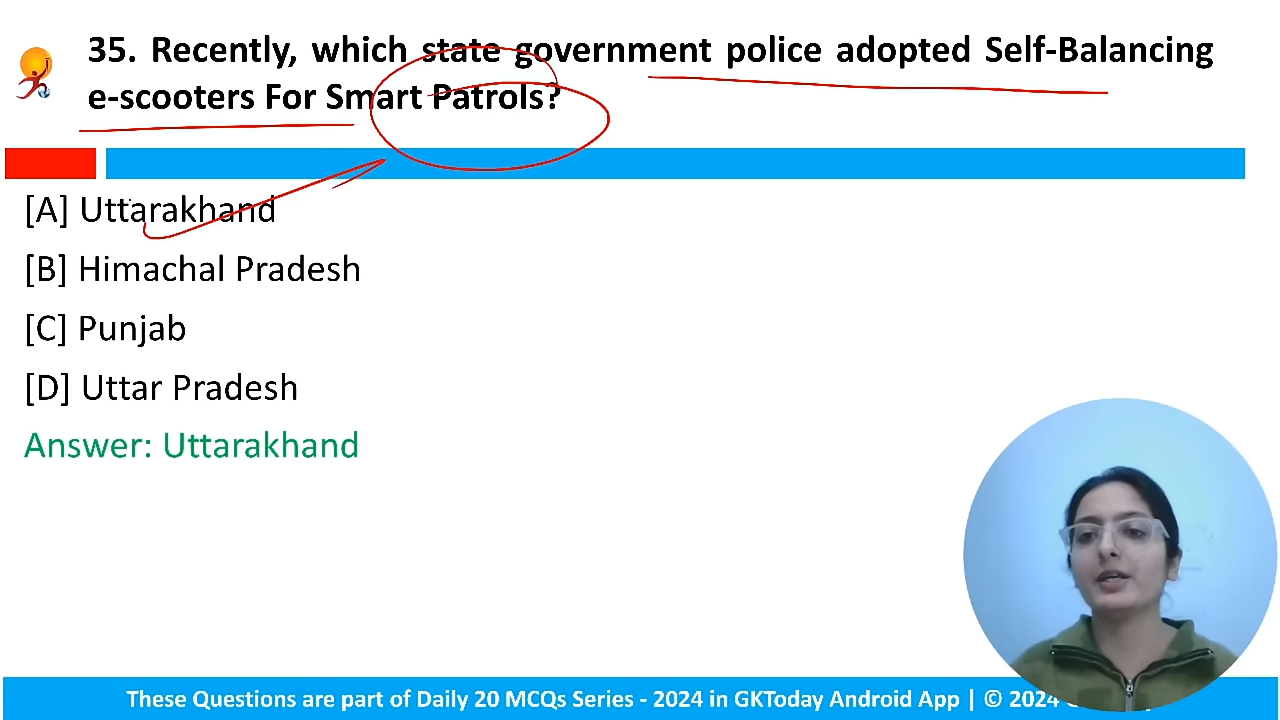 35. Recently, which state government police adopted Self-Balancing
e-scooters For Smart Patrols?
[A] Uttarakhand
[B] Himachal Pradesh
[C] Punjab
[D] Uttar Pradesh
Answer: Uttarakhand
These Questions are part of Daily 20 MCQs Series - 2024 in GKToday Android App | © 2024